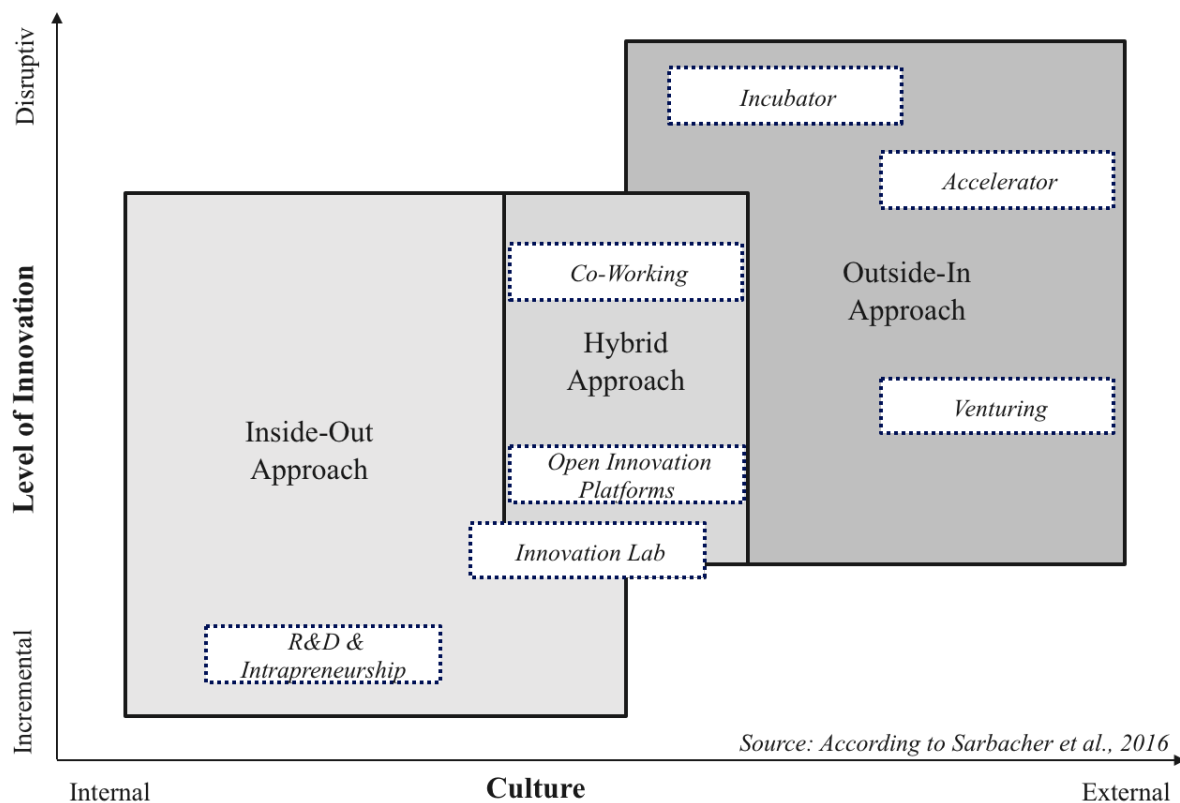 Disruptiv
Incubator
Accelerator
Co-Working
Outside-In
Approach
Hybrid
Approach
Level of Innovation
Venturing
Inside-Out
Approach
Open Innovation
Platforms
Innovation Lab
R&D &
Intrapreneurship
Incremental
Source: According to Sarbacher et al., 2016
Internal
Culture
External